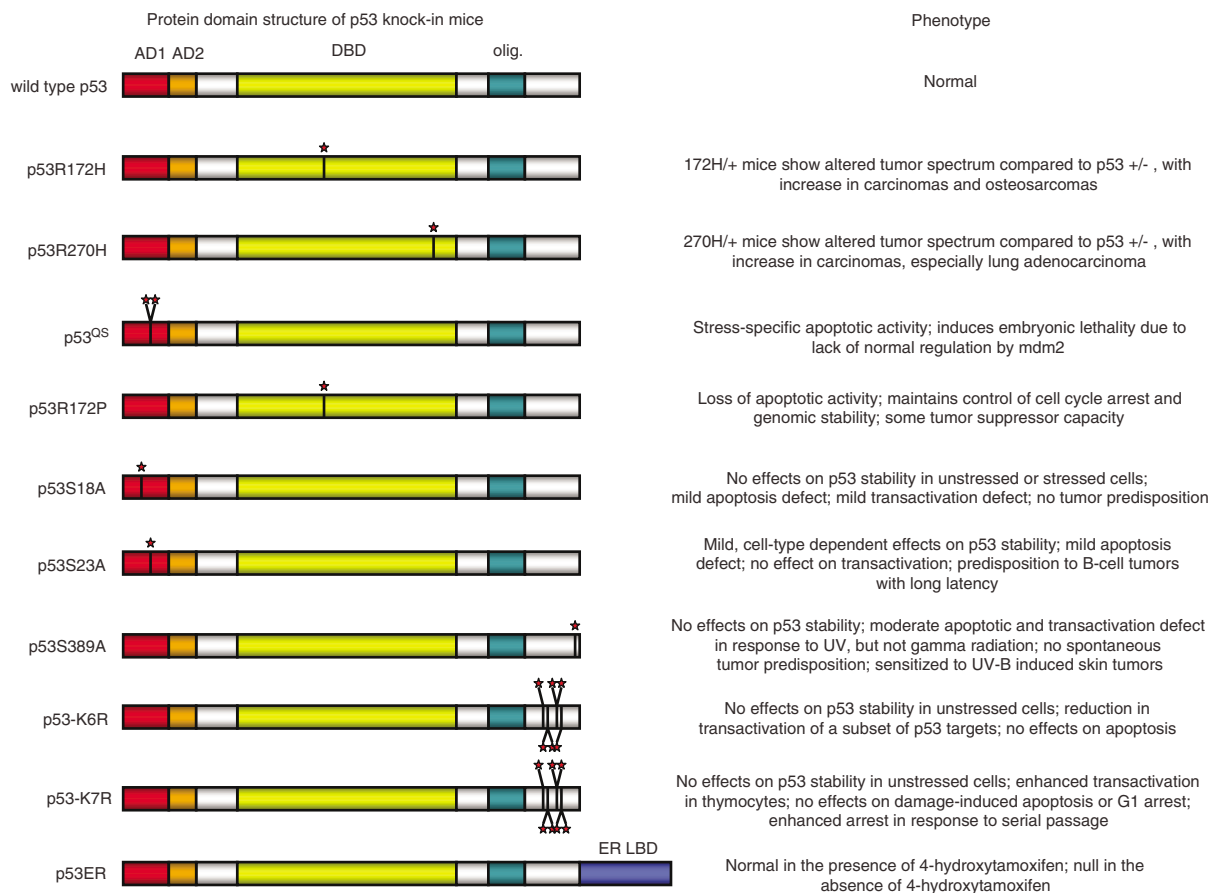 Protein domain structure of p53 knock-in mice
Phenotype
AD1 AD2 DBD olig.
wild type p53
Normal
p53R172H
172H/+ mice show altered tumor spectrum compared to p53 +/- , with
increase in carcinomas and osteosarcomas
p53R270H
270H/+ mice show altered tumor spectrum compared to p53 +/- , with
increase in carcinomas, especially lung adenocarcinoma
p53QS
Stress-specific apoptotic activity; induces embryonic lethality due to
lack of normal regulation by mdm2
p53R172P
Loss of apoptotic activity; maintains control of cell cycle arrest and
genomic stability; some tumor suppressor capacity
p53S18A
No effects on p53 stability in unstressed or stressed cells;
mild apoptosis defect; mild transactivation defect; no tumor predisposition
p53S23A
Mild, cell-type dependent effects on p53 stability; mild apoptosis
defect; no effect on transactivation; predisposition to B-cell tumors
with long latency
p53S389A
No effects on p53 stability; moderate apoptotic and transactivation defect
in response to UV, but not gamma radiation; no spontaneous
tumor predisposition; sensitized to UV-B induced skin tumors
p53-K6R
No effects on p53 stability in unstressed cells; reduction in
transactivation of a subset of p53 targets; no effects on apoptosis
p53-K7R
No effects on p53 stability in unstressed cells; enhanced transactivation
in thymocytes; no effects on damage-induced apoptosis or G1 arrest;
enhanced arrest in response to serial passage
ER LBD
p53ER
Normal in the presence of 4-hydroxytamoxifen; null in the
absence of 4-hydroxytamoxifen